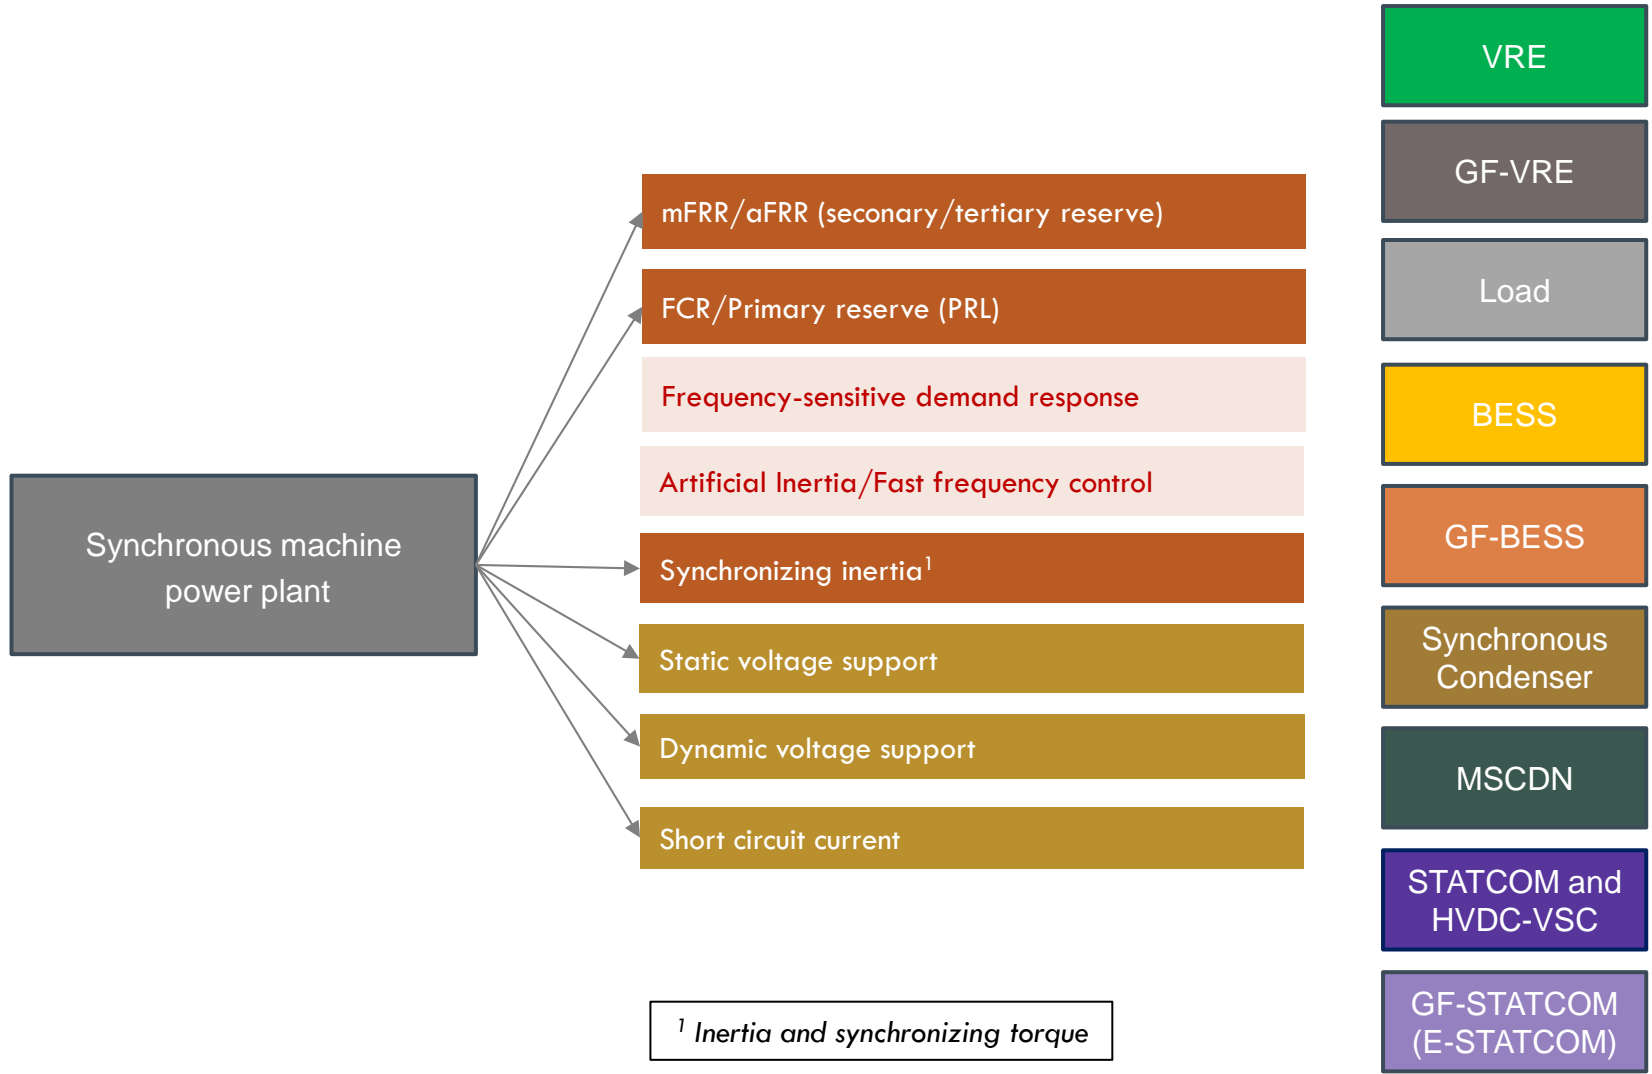 Synchronous machine
power plant
mFRR/aFRR (seconary/tertiary reserve)
FCR/Primary reserve (PRL)
Frequency-sensitive demand response
Artificial Inertia/Fast frequency control
Synchronizing inertia¹
Static voltage support
Dynamic voltage support
Short circuit current
¹ Inertia and synchronizing torque
VRE
GF-VRE
Load
BESS
GF-BESS
Synchronous
Condenser
MSCDN
STATCOM and
HVDC-VSC
GF-STATCOM
(E-STATCOM)